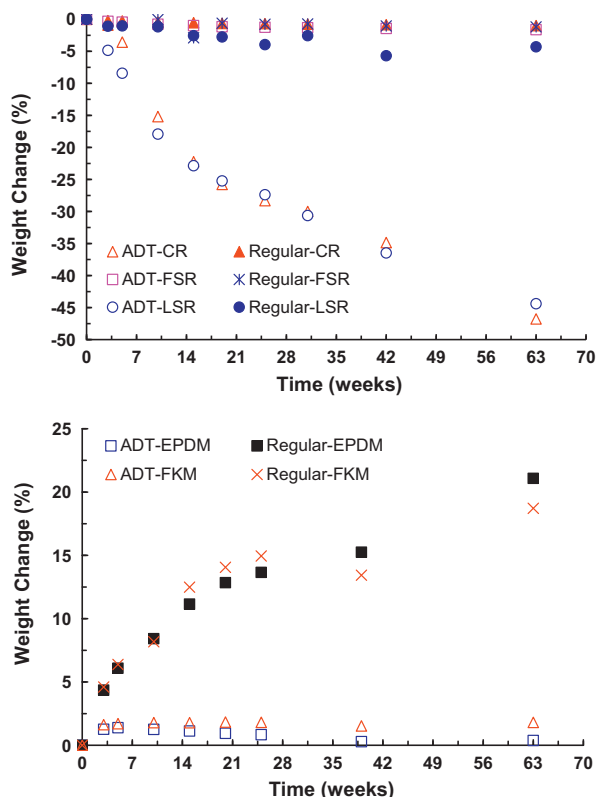 0
-5
-10
-15
-20
-25
-30
-35
-40
-45
-50
Weight Change (%)
ADT-CR Regular-CR
ADT-FSR Regular-FSR
ADT-LSR Regular-LSR
0 7 14 21 28 35 42 49 56 63 70
Time (weeks)
25
20
15
10
5
0
Weight Change (%)
ADT-EPDM Regular-EPDM
ADT-FKM Regular-FKM
0 7 14 21 28 35 42 49 56 63 70
Time (weeks)